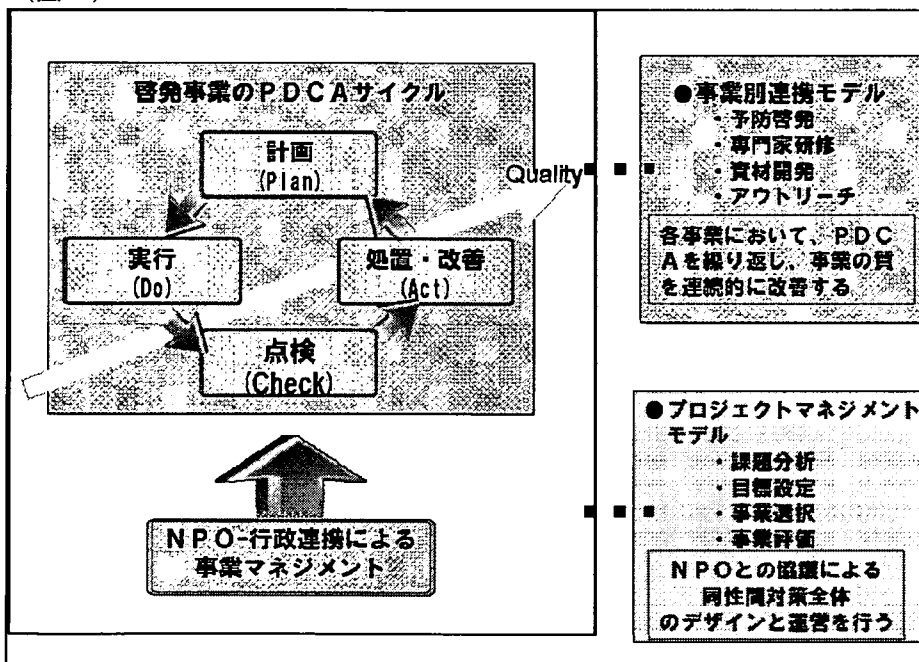 啓発事業のPDCAサイクル
計画
(Plan)
Quality
実行
(Do)
処置・改善
(Act)
点検
(Check)
NPO-行政連携による
事業マネジメント
●事業別連携モデル
・予防啓発
・専門家研修
・資材開発
・アウトリーチ
各事業において、PDC
Aを繰り返し、事業の質
を連続的に改善する
●プロジェクトマネジメント
モデル
・課題分析
・目標設定
・事業選択
・事業評価
NPOとの協議による
同性間対策全体
のデザインと運営を行う